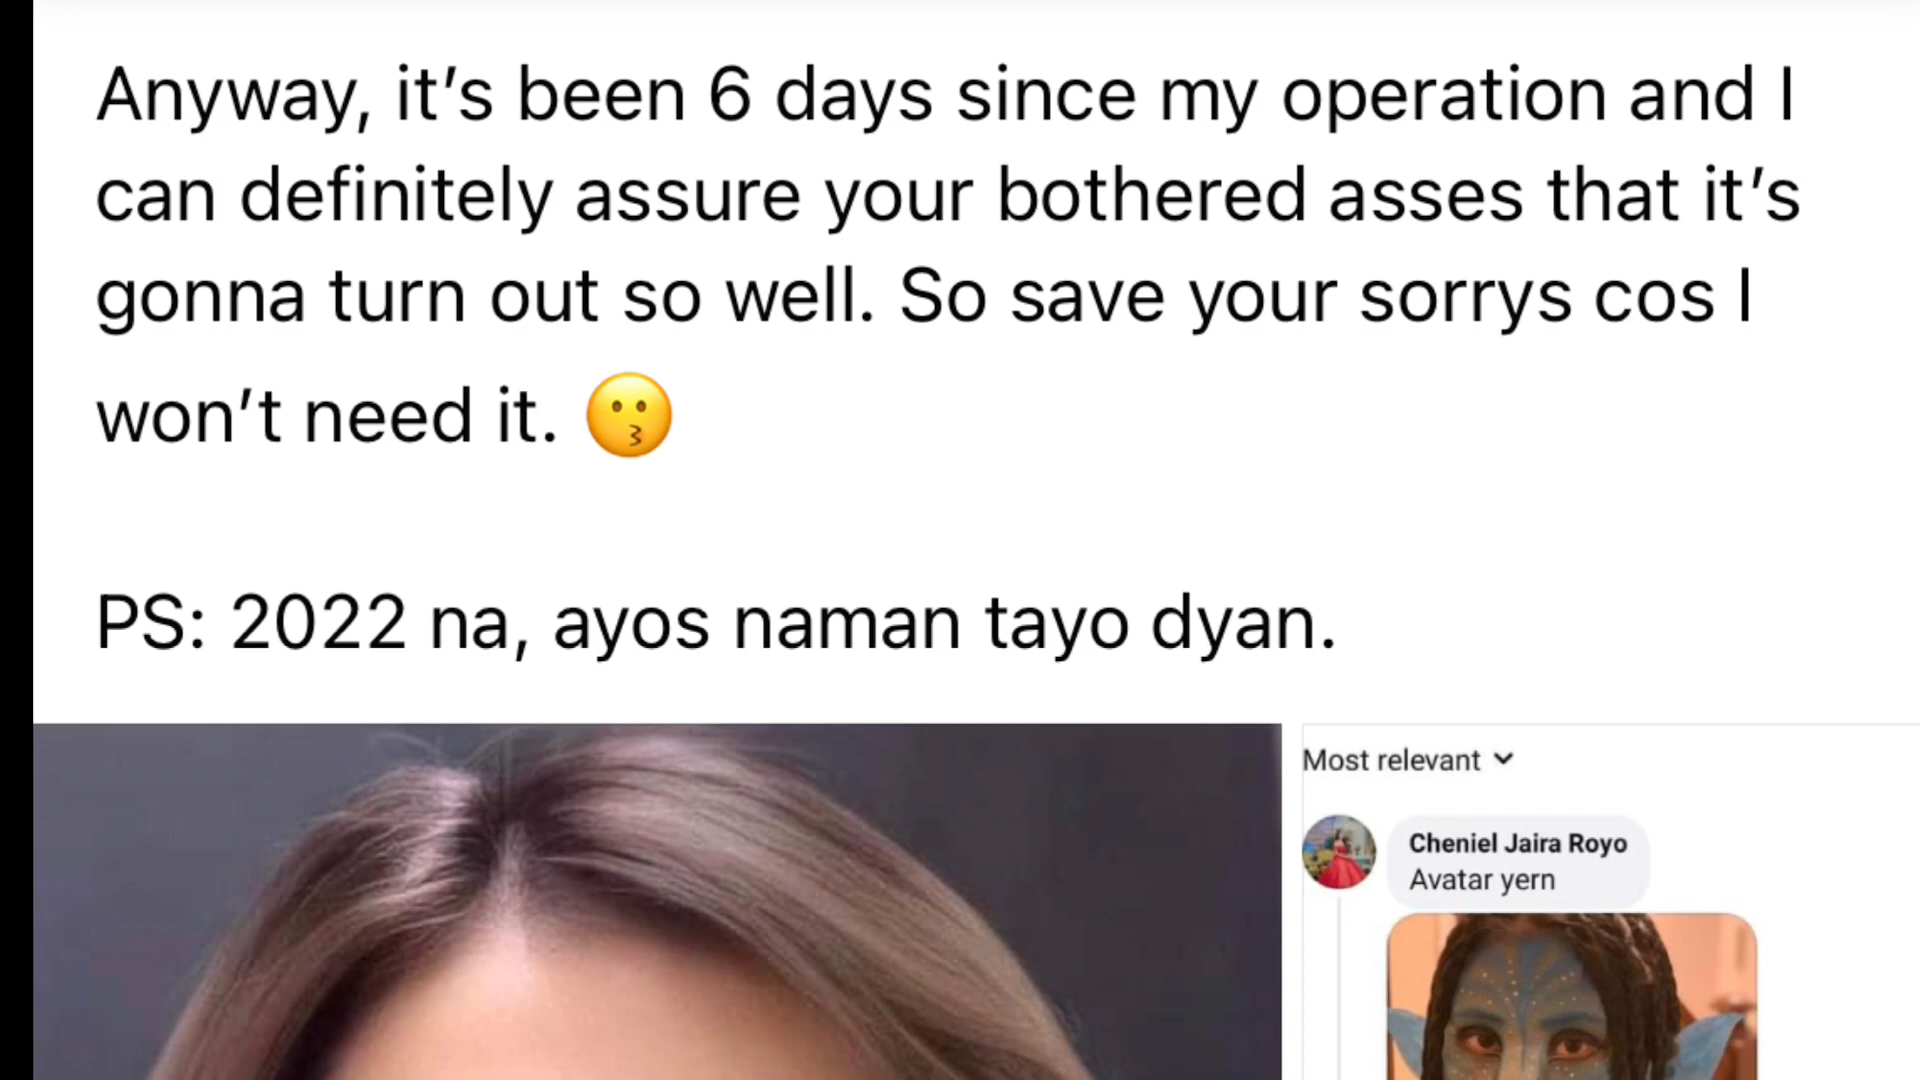 Anyway, it’s been 6 days since my operation and I
can definitely assure your bothered asses that it’s
gonna turn out so well. So save your sorrys cos I
won’t need it. 😗
PS: 2022 na, ayos naman tayo dyan.
Most relevant
Cheniel Jaira Royo
Avatar yern